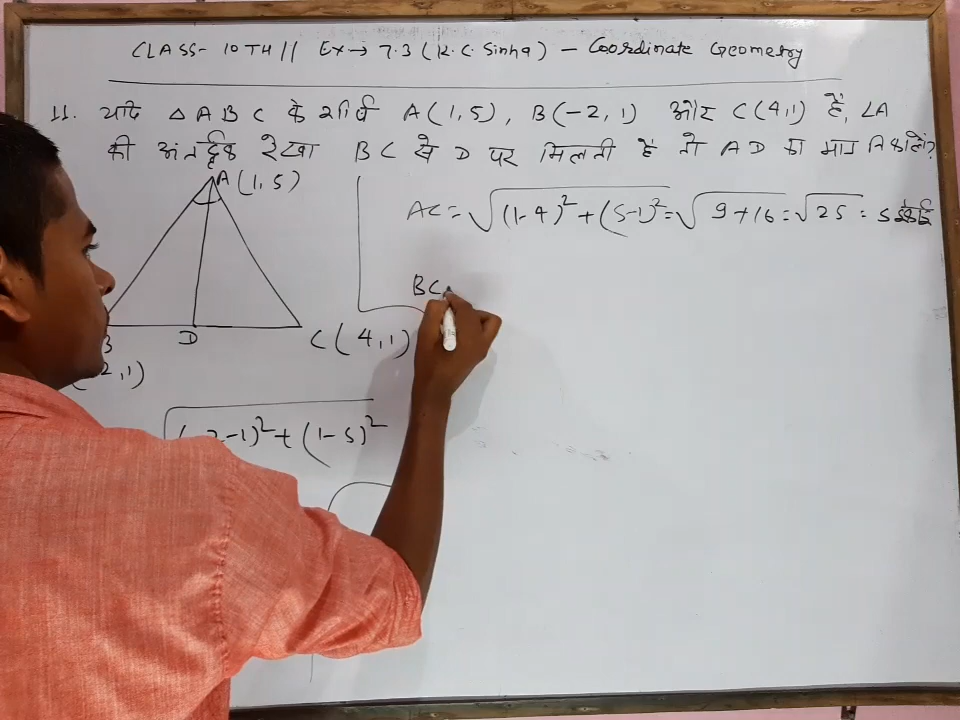 CLASS- 10TH // Ex→ 7.3 (K.C. Sinha) - Coordinate Geometry
11. यदि △ABC के शीर्ष A(1,5), B(-2,1) और C(4,1) है, ∠A
की अंतर्द्विक रेखा BC से D पर मिलती है तो AD का मान निकालें?
A(1,5)
AC = √(1-4)² + (5-1)² = √9+16 = √25 = 5 इकाई
BC
D
C(4,1)
2,1)
-1)² + (1-5)²